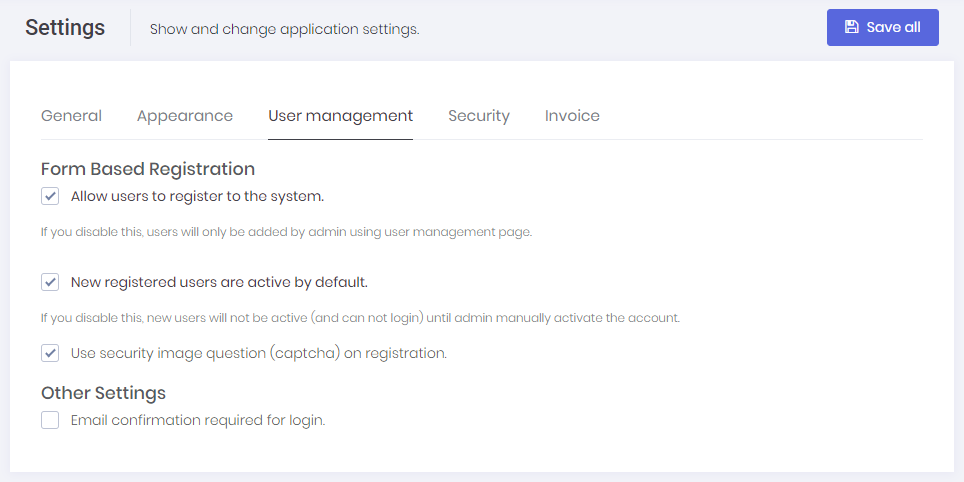 Settings
Show and change application settings.
Save all
General
Appearance
User management
Security
Invoice
Form Based Registration
Allow users to register to the system.
If you disable this, users will only be added by admin using user management page.
New registered users are active by default.
If you disable this, new users will not be active (and can not login) until admin manually activate the account.
Use security image question (captcha) on registration.
Other Settings
Email confirmation required for login.